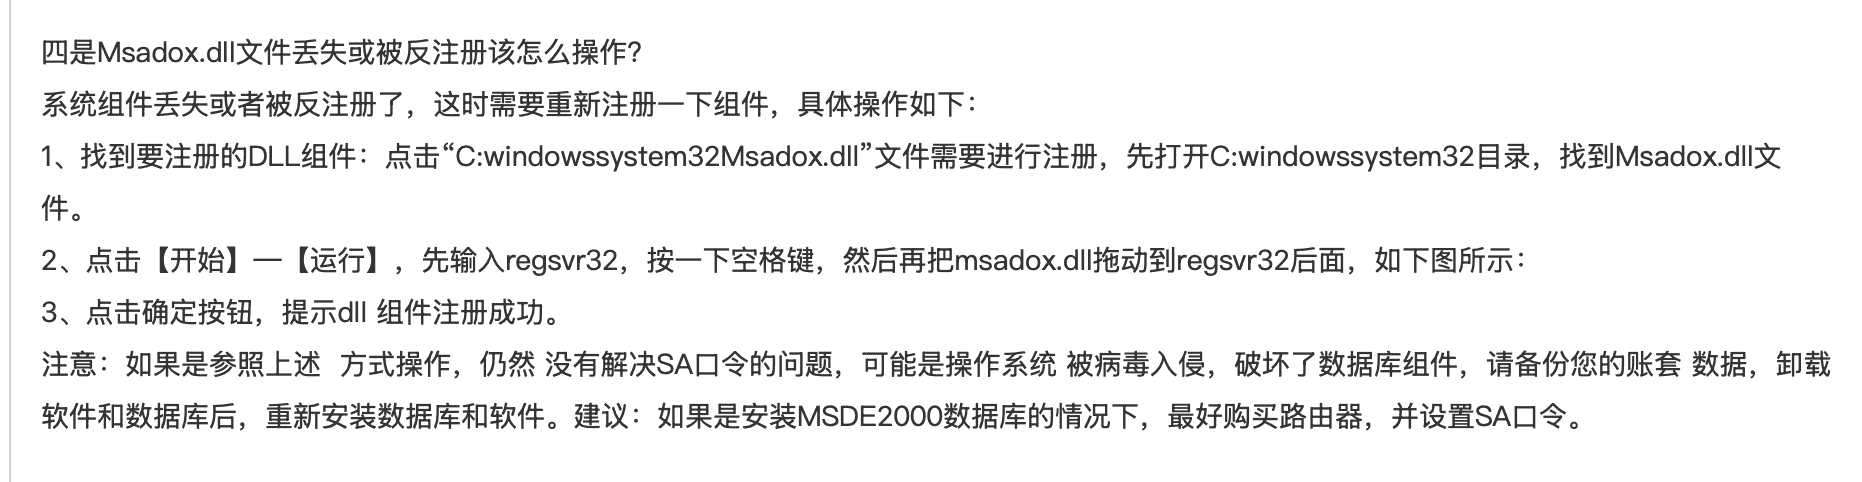 四是Msadox.dll文件丢失或被反注册该怎么操作?
系统组件丢失或者被反注册了，这时需要重新注册一下组件，具体操作如下：
1、找到要注册的DLL组件：点击“C:windowssystem32Msadox.dll”文件需要进行注册，先打开C:windowssystem32目录，找到Msadox.dll文
件。
2、点击【开始】—【运行】，先输入regsvr32，按一下空格键，然后再把msadox.dll拖动到regsvr32后面，如下图所示：
3、点击确定按钮，提示dll 组件注册成功。
注意：如果是参照上述  方式操作，仍然 没有解决SA口令的问题，可能是操作系统 被病毒入侵，破坏了数据库组件，请备份您的账套 数据，卸载
软件和数据库后，重新安装数据库和软件。建议：如果是安装MSDE2000数据库的情况下，最好购买路由器，并设置SA口令。